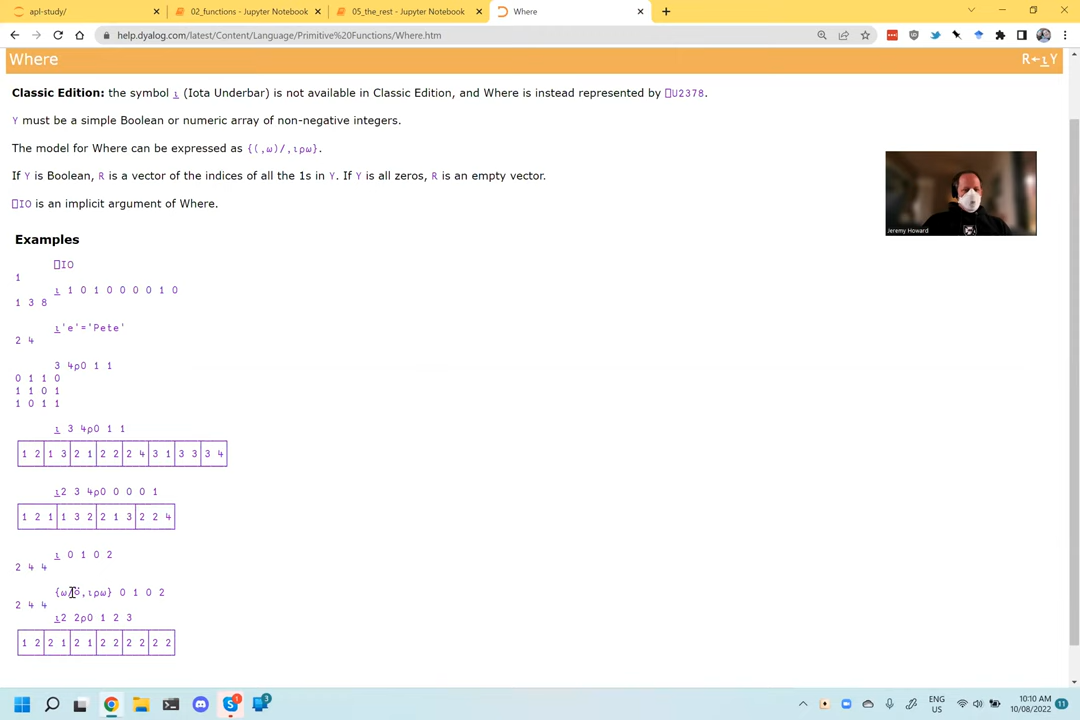 apl-study/
02_functions - Jupyter Notebook
05_the_rest - Jupyter Notebook
Where
help.dyalog.com/latest/Content/Language/Primitive%20Functions/Where.htm
Where R←⍸Y
Classic Edition: the symbol ⍸ (Iota Underbar) is not available in Classic Edition, and Where is instead represented by ⎕U2378.
Y must be a simple Boolean or numeric array of non-negative integers.
The model for Where can be expressed as {(,⍵)/,⍳⍴⍵}.
If Y is Boolean, R is a vector of the indices of all the 1s in Y. If Y is all zeros, R is an empty vector.
⎕IO is an implicit argument of Where.
Jeremy Howard
Examples
⎕IO
1
⍸ 1 0 1 0 0 0 0 1 0
1 3 8
⍸'e'='Pete'
2 4
3 4⍴0 1 1
0 1 1 0
1 1 0 1
1 0 1 1
⍸ 3 4⍴0 1 1
1 2 1 3 2 1 2 2 2 4 3 1 3 3 3 4
⍸2 3 4⍴0 0 0 0 1
1 2 1 1 3 2 2 1 3 2 2 4
⍸ 0 1 0 2
2 4 4
{⍵/⍤,⍳⍴⍵} 0 1 0 2
2 4 4
⍸2 2⍴0 1 2 3
1 2 2 1 2 1 2 2 2 2 2 2
1
3
ENG
US
10:10 AM
10/08/2022
11